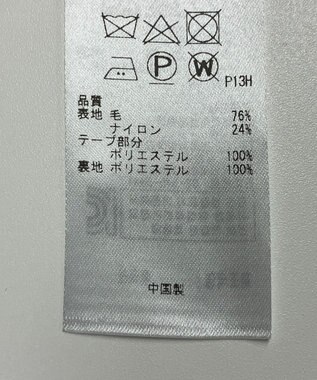 P W P13H
品質
表地 毛 76%
ナイロン 24%
テープ部分
ポリエステル 100%
裏地 ポリエステル 100%
中国製